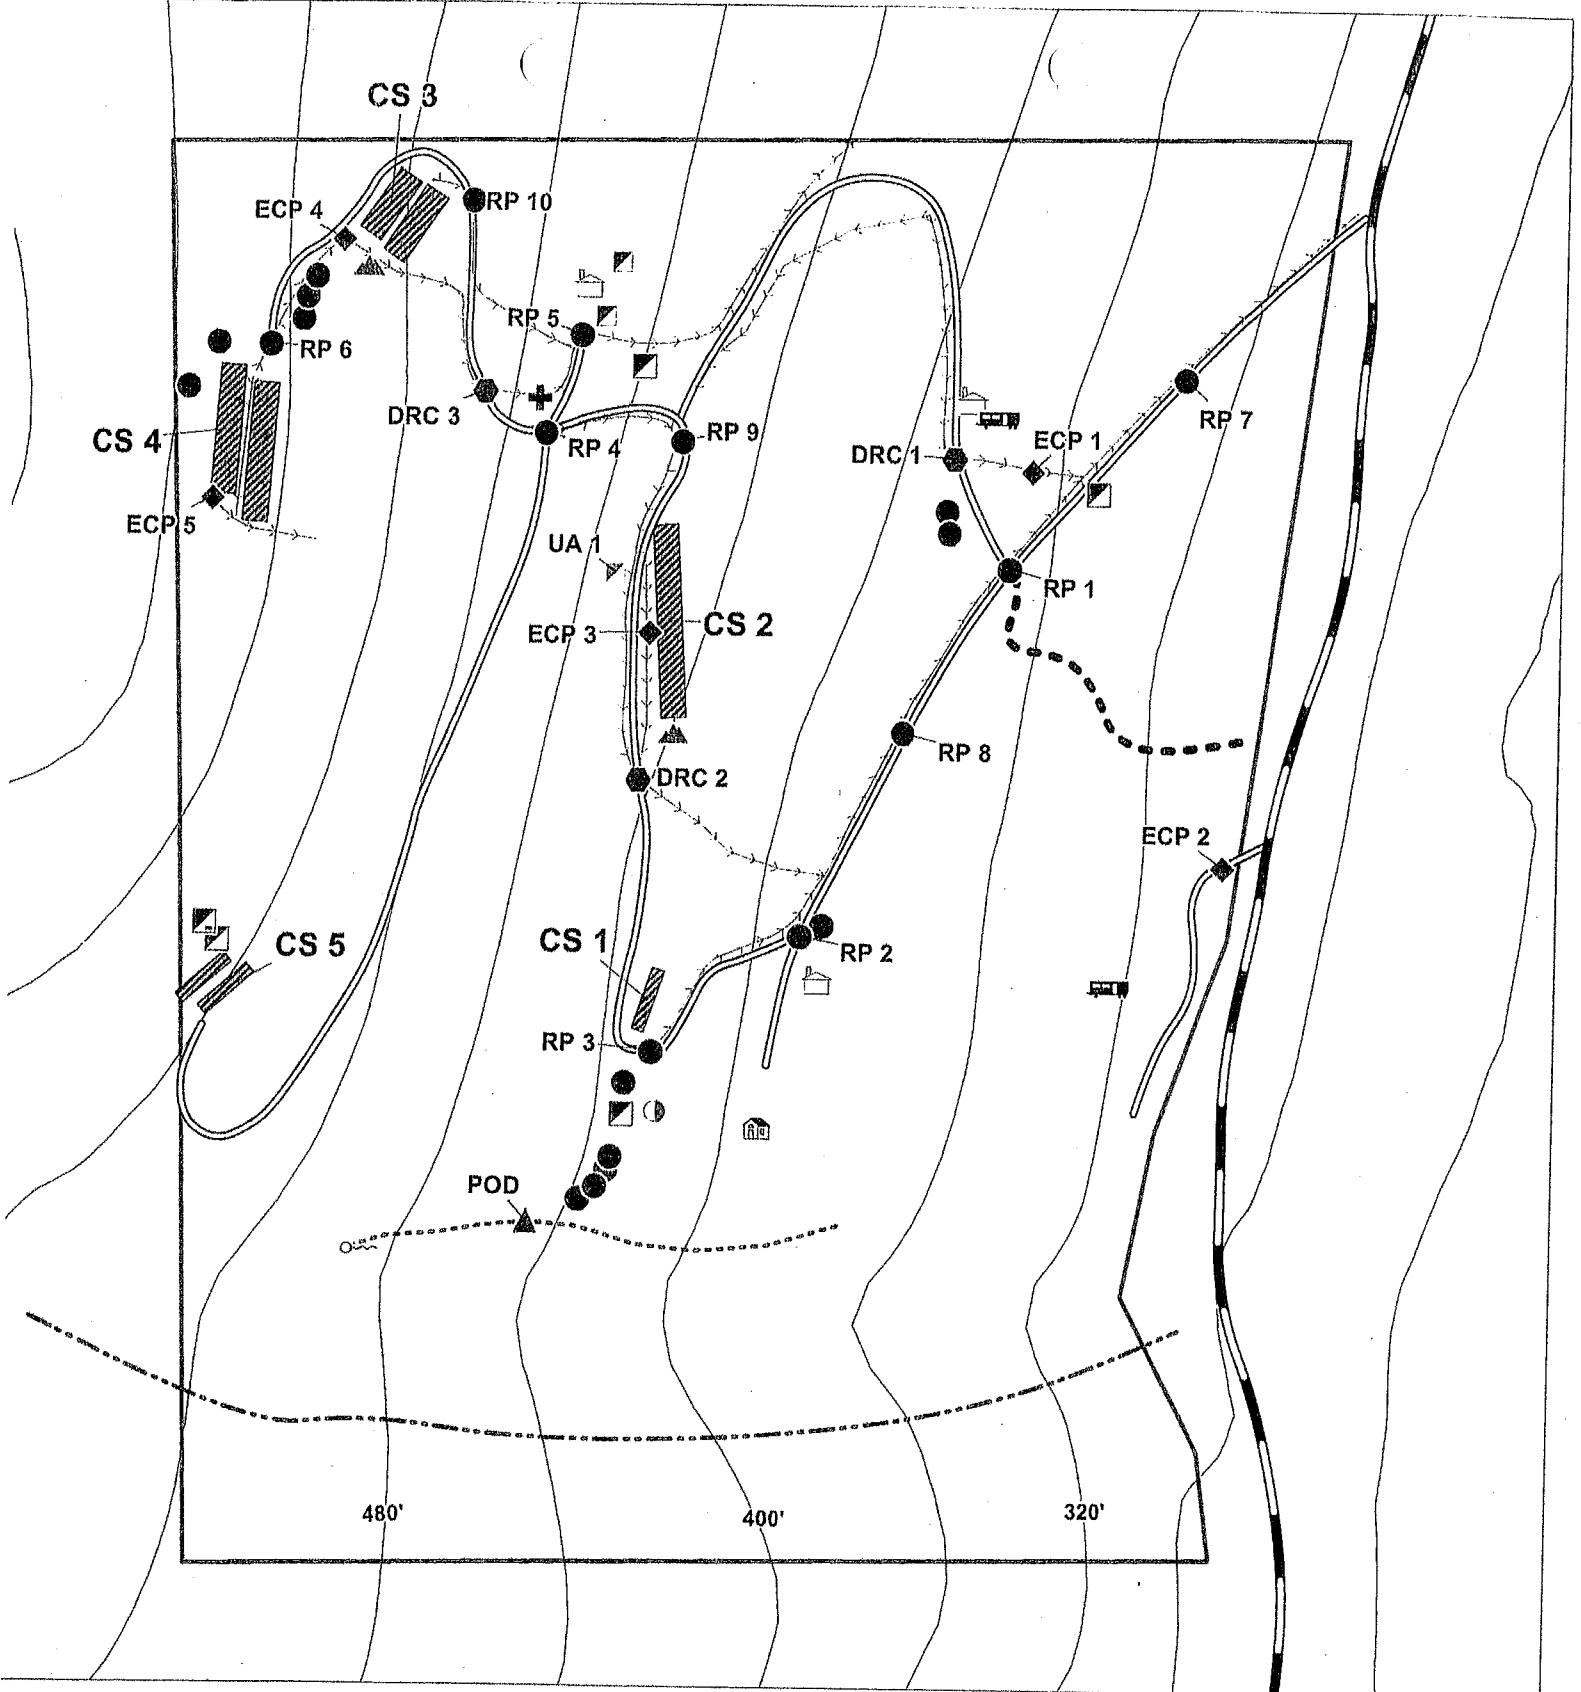 CS 3
ECP 4
RP 10
RP 5
RP 6
DRC 3
RP 4
RP 9
CS 4
RP 7
ECP 1
DRC 1
ECP 5
UA 1
RP 1
ECP 3
CS 2
RP 8
DRC 2
ECP 2
CS 5
CS 1
RP 2
RP 3
POD
480'
400'
320'